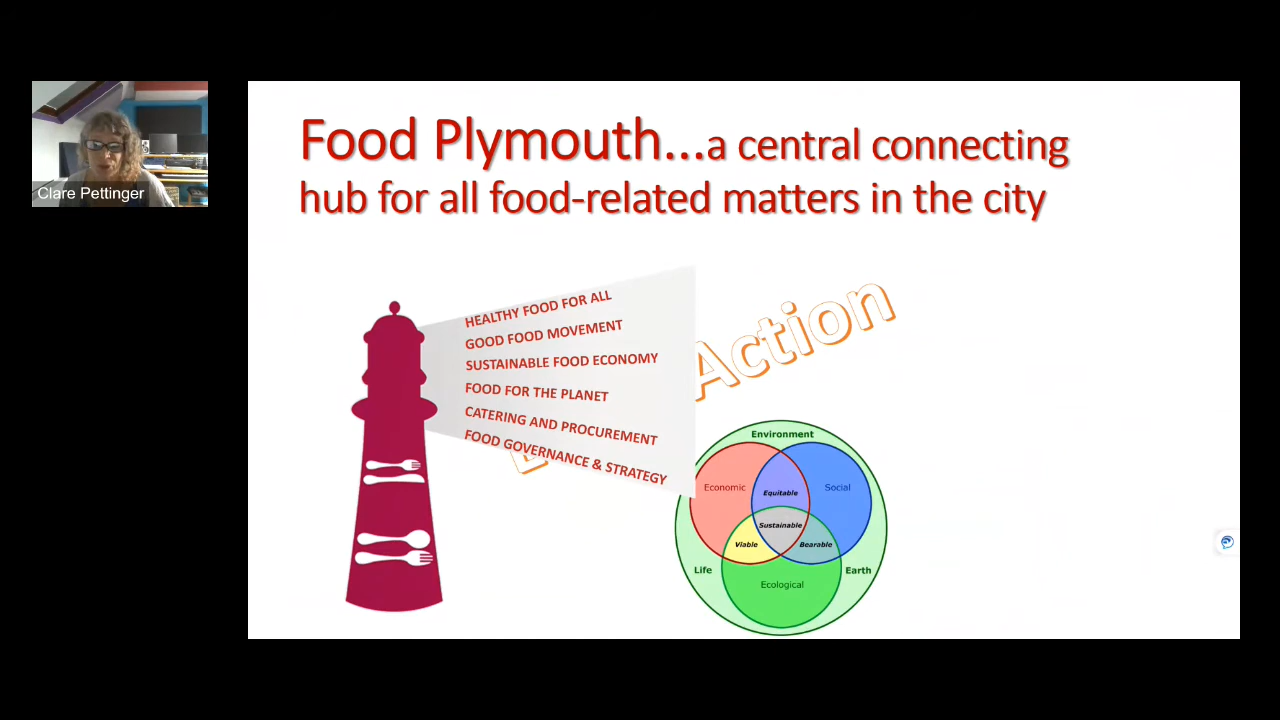 Clare Pettinger
Food Plymouth...a central connecting
hub for all food-related matters in the city
HEALTHY FOOD FOR ALL
GOOD FOOD MOVEMENT
SUSTAINABLE FOOD ECONOMY
FOOD FOR THE PLANET
CATERING AND PROCUREMENT
FOOD GOVERNANCE & STRATEGY
Action
Environment
Economic
Social
Equitable
Sustainable
Viable
Bearable
Life
Earth
Ecological